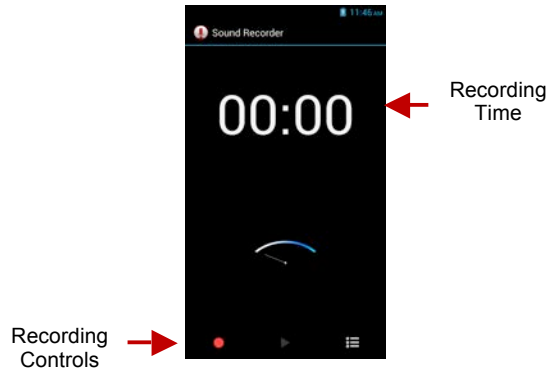 11:45 AM
Sound Recorder
00:00
Recording
Time
Recording
Controls